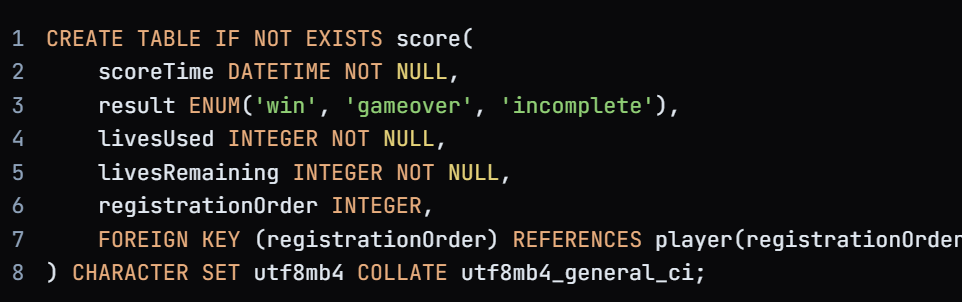 1 CREATE TABLE IF NOT EXISTS score(
2 scoreTime DATETIME NOT NULL,
3 result ENUM('win', 'gameover', 'incomplete'),
4 livesUsed INTEGER NOT NULL,
5 livesRemaining INTEGER NOT NULL,
6 registrationOrder INTEGER,
7 FOREIGN KEY (registrationOrder) REFERENCES player(registrationOrder
8 ) CHARACTER SET utf8mb4 COLLATE utf8mb4_general_ci;